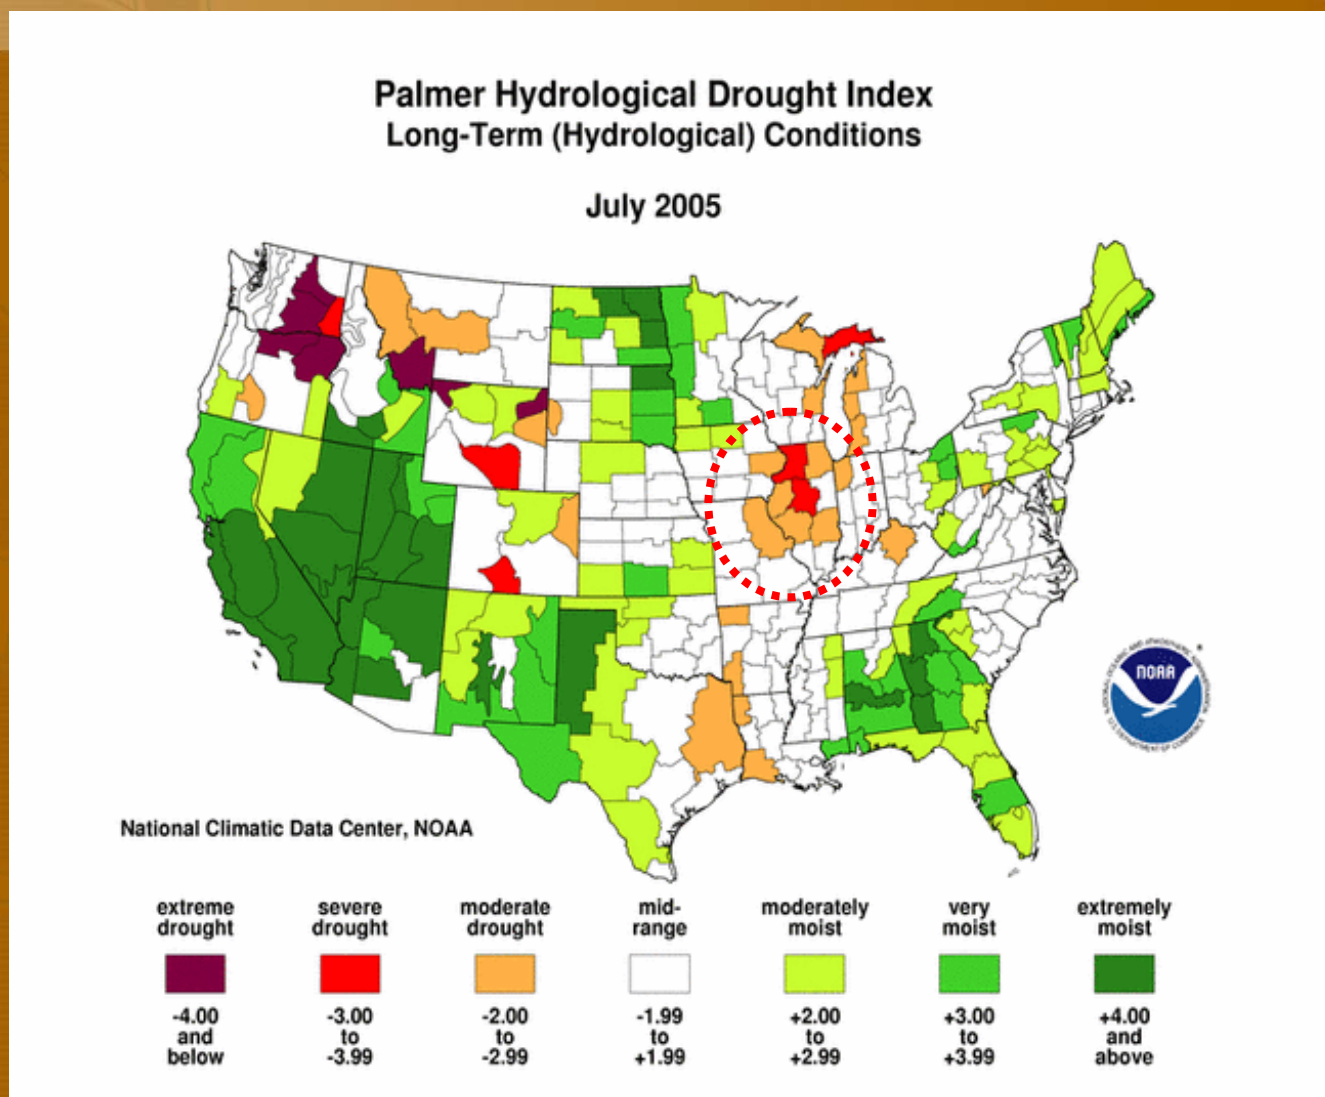 Palmer Hydrological Drought Index
Long-Term (Hydrological) Conditions
July 2005
NOAA
National Climatic Data Center, NOAA
extreme drought
severe drought
moderate drought
mid-range
moderately moist
very moist
extremely moist
-4.00 and below
-3.00 to -3.99
-2.00 to -2.99
-1.99 to +1.99
+2.00 to +2.99
+3.00 to +3.99
+4.00 and above